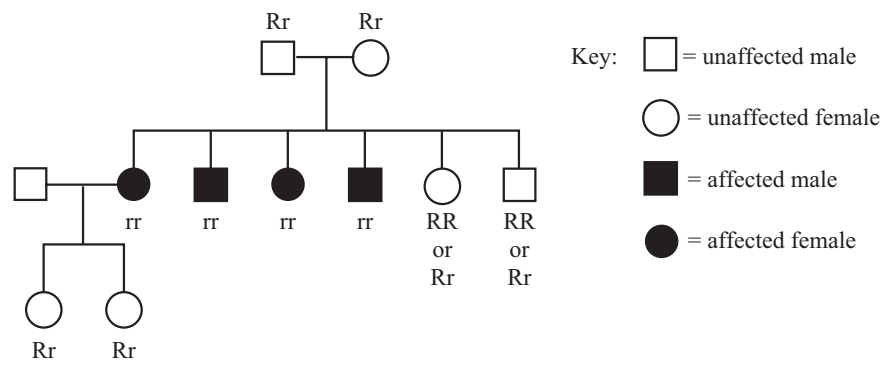 Rr Rr
Key:
= unaffected male
= unaffected female
= affected male
= affected female
rr rr rr rr RR RR
or or
Rr Rr
Rr Rr